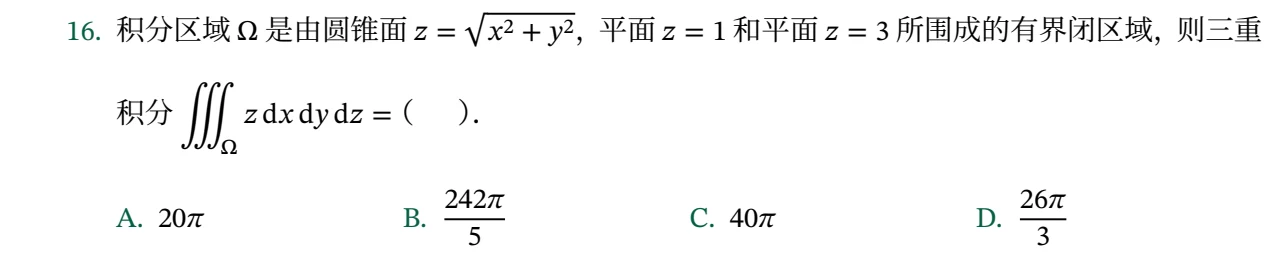 16. 积分区域 Ω 是由圆锥面 z = √(x² + y²), 平面 z = 1 和平面 z = 3 所围成的有界闭区域, 则三重
积分 ∭_Ω z dx dy dz = (  ).
A. 20π B. 242π/5 C. 40π D. 26π/3